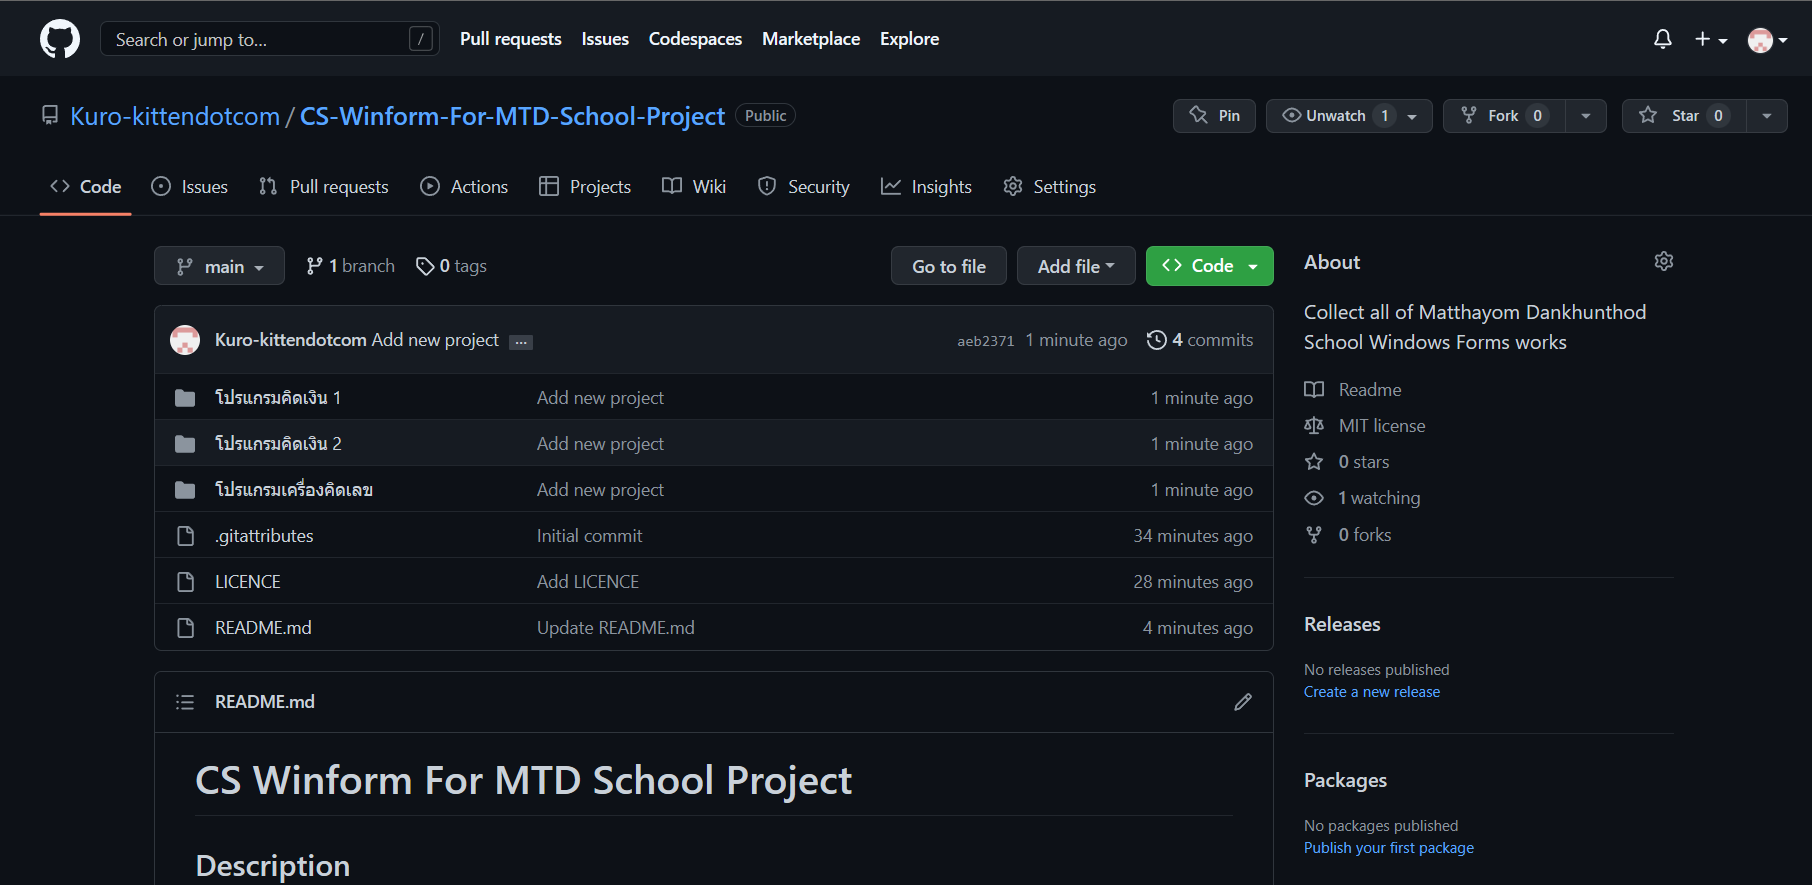 Search or jump to... /
Pull requests Issues Codespaces Marketplace Explore
Kuro-kittendotcom / CS-Winform-For-MTD-School-Project Public
Pin Unwatch 1 Fork 0 Star 0
Code Issues Pull requests Actions Projects Wiki Security Insights Settings
main 1 branch 0 tags
Go to file Add file Code
Kuro-kittendotcom Add new project ... aeb2371 1 minute ago 4 commits
โปรแกรมคิดเงิน 1 Add new project 1 minute ago
โปรแกรมคิดเงิน 2 Add new project 1 minute ago
โปรแกรมเครื่องคิดเลข Add new project 1 minute ago
.gitattributes Initial commit 34 minutes ago
LICENCE Add LICENCE 28 minutes ago
README.md Update README.md 4 minutes ago
README.md
CS Winform For MTD School Project
Description
About
Collect all of Matthayom Dankhunthod
School Windows Forms works
Readme
MIT license
0 stars
1 watching
0 forks
Releases
No releases published
Create a new release
Packages
No packages published
Publish your first package